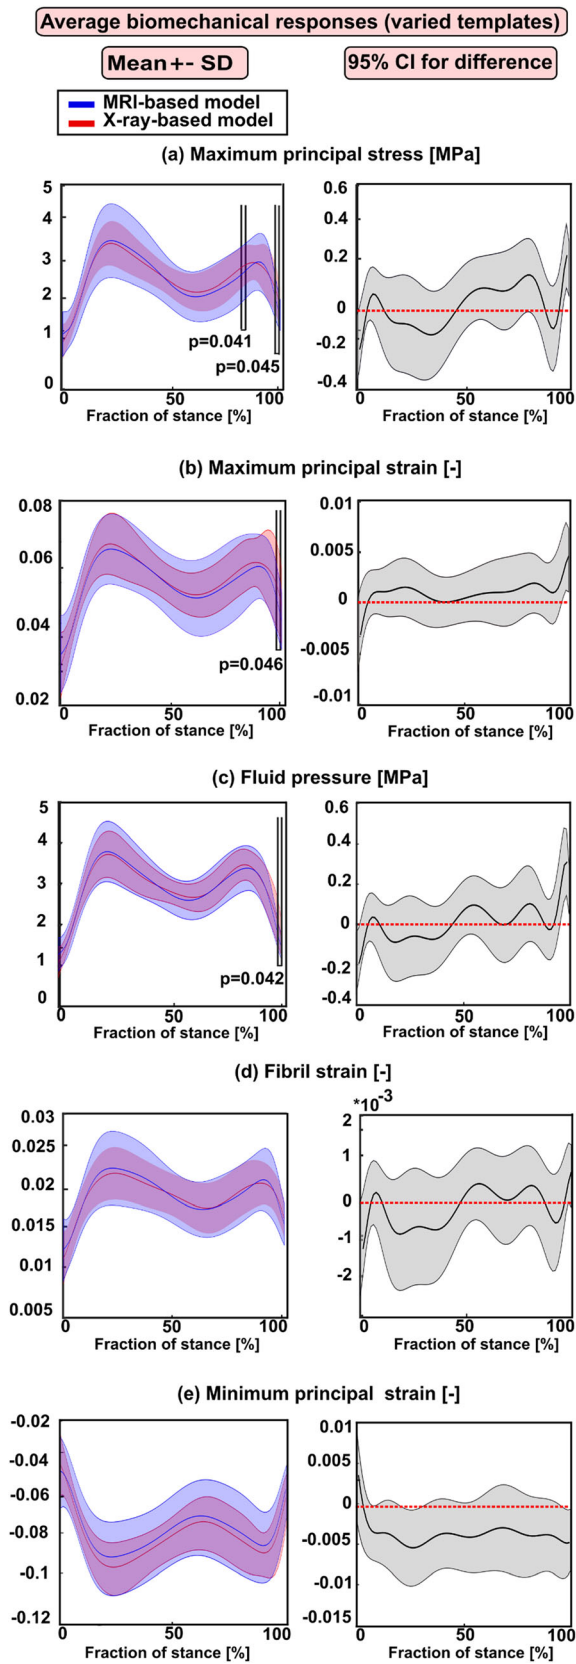 Average biomechanical responses (varied templates)
Mean+- SD
95% CI for difference
MRI-based model
X-ray-based model
(a) Maximum principal stress [MPa]
5
4
3
2
1
0
p=0.041
p=0.045
0 50 100
Fraction of stance [%]
0.6
0.2
0
-0.2
-0.4
0 50 100
Fraction of stance [%]
(b) Maximum principal strain [-]
0.08
0.06
0.04
0.02
p=0.046
0 50 100
Fraction of stance [%]
0.01
0.005
0
-0.005
-0.01
0 50 100
Fraction of stance [%]
(c) Fluid pressure [MPa]
5
4
3
2
1
0
p=0.042
0 50 100
Fraction of stance [%]
0.6
0.4
0.2
0
-0.2
-0.4
0 50 100
Fraction of stance [%]
(d) Fibril strain [-]
0.03
0.025
0.02
0.015
0.01
0.005
0 50 100
Fraction of stance [%]
*10-3
2
1
0
-1
-2
0 50 100
Fraction of stance [%]
(e) Minimum principal strain [-]
-0.02
-0.04
-0.06
-0.08
-0.1
-0.12
0 50 100
Fraction of stance [%]
0.01
0.005
0
-0.005
-0.01
-0.015
0 50 100
Fraction of stance [%]